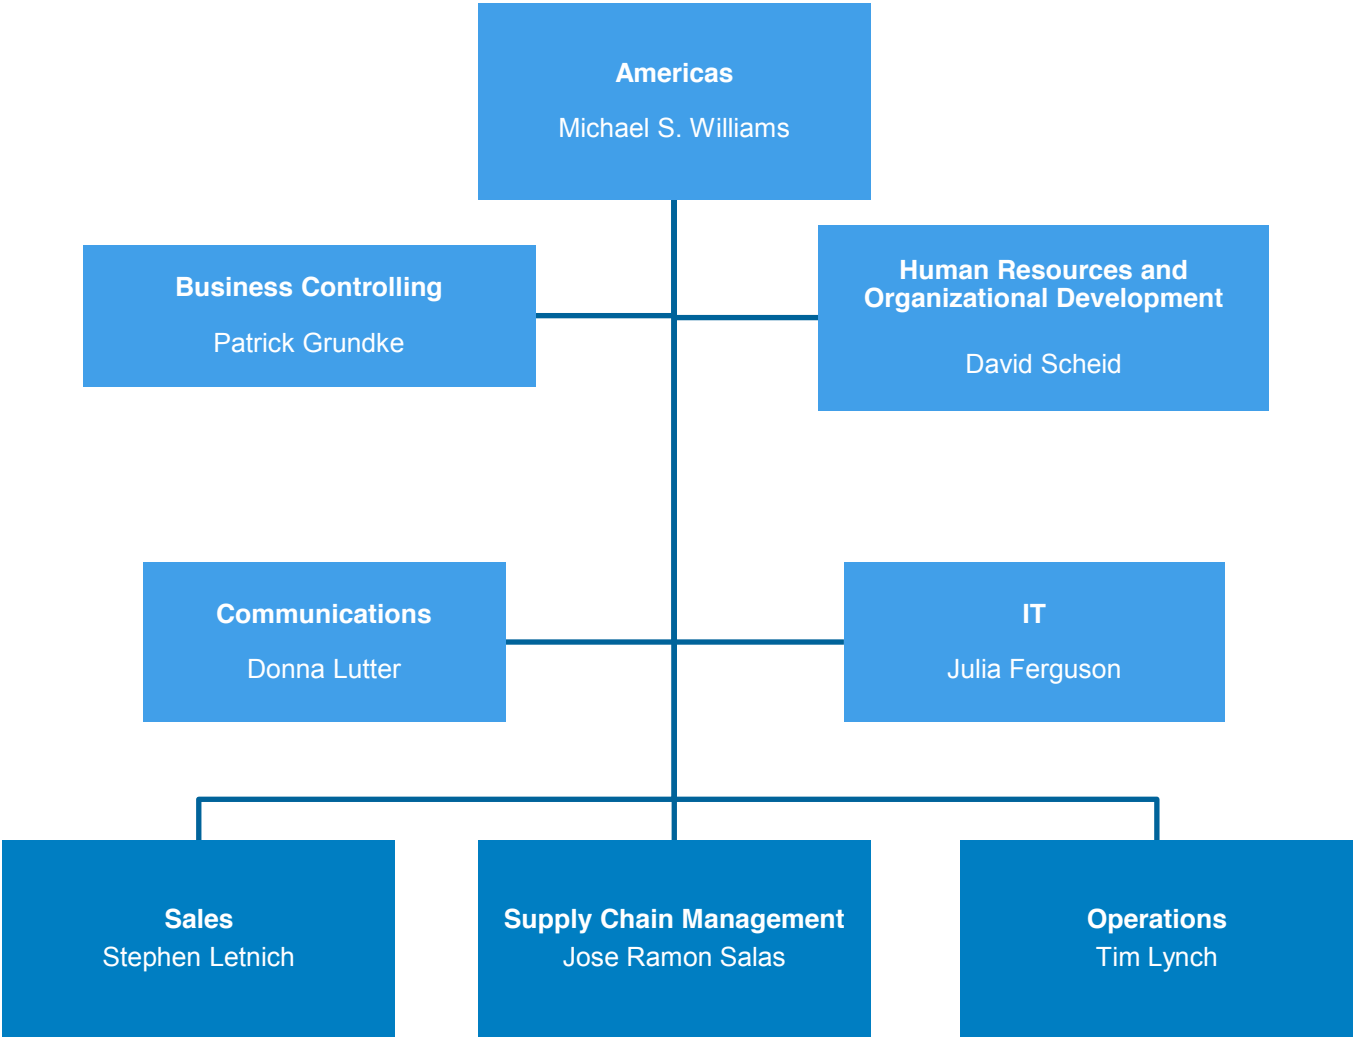 Americas
Michael S. Williams
Business Controlling
Patrick Grundke
Human Resources and
Organizational Development
David Scheid
Communications
Donna Lutter
IT
Julia Ferguson
Sales
Stephen Letnich
Supply Chain Management
Jose Ramon Salas
Operations
Tim Lynch